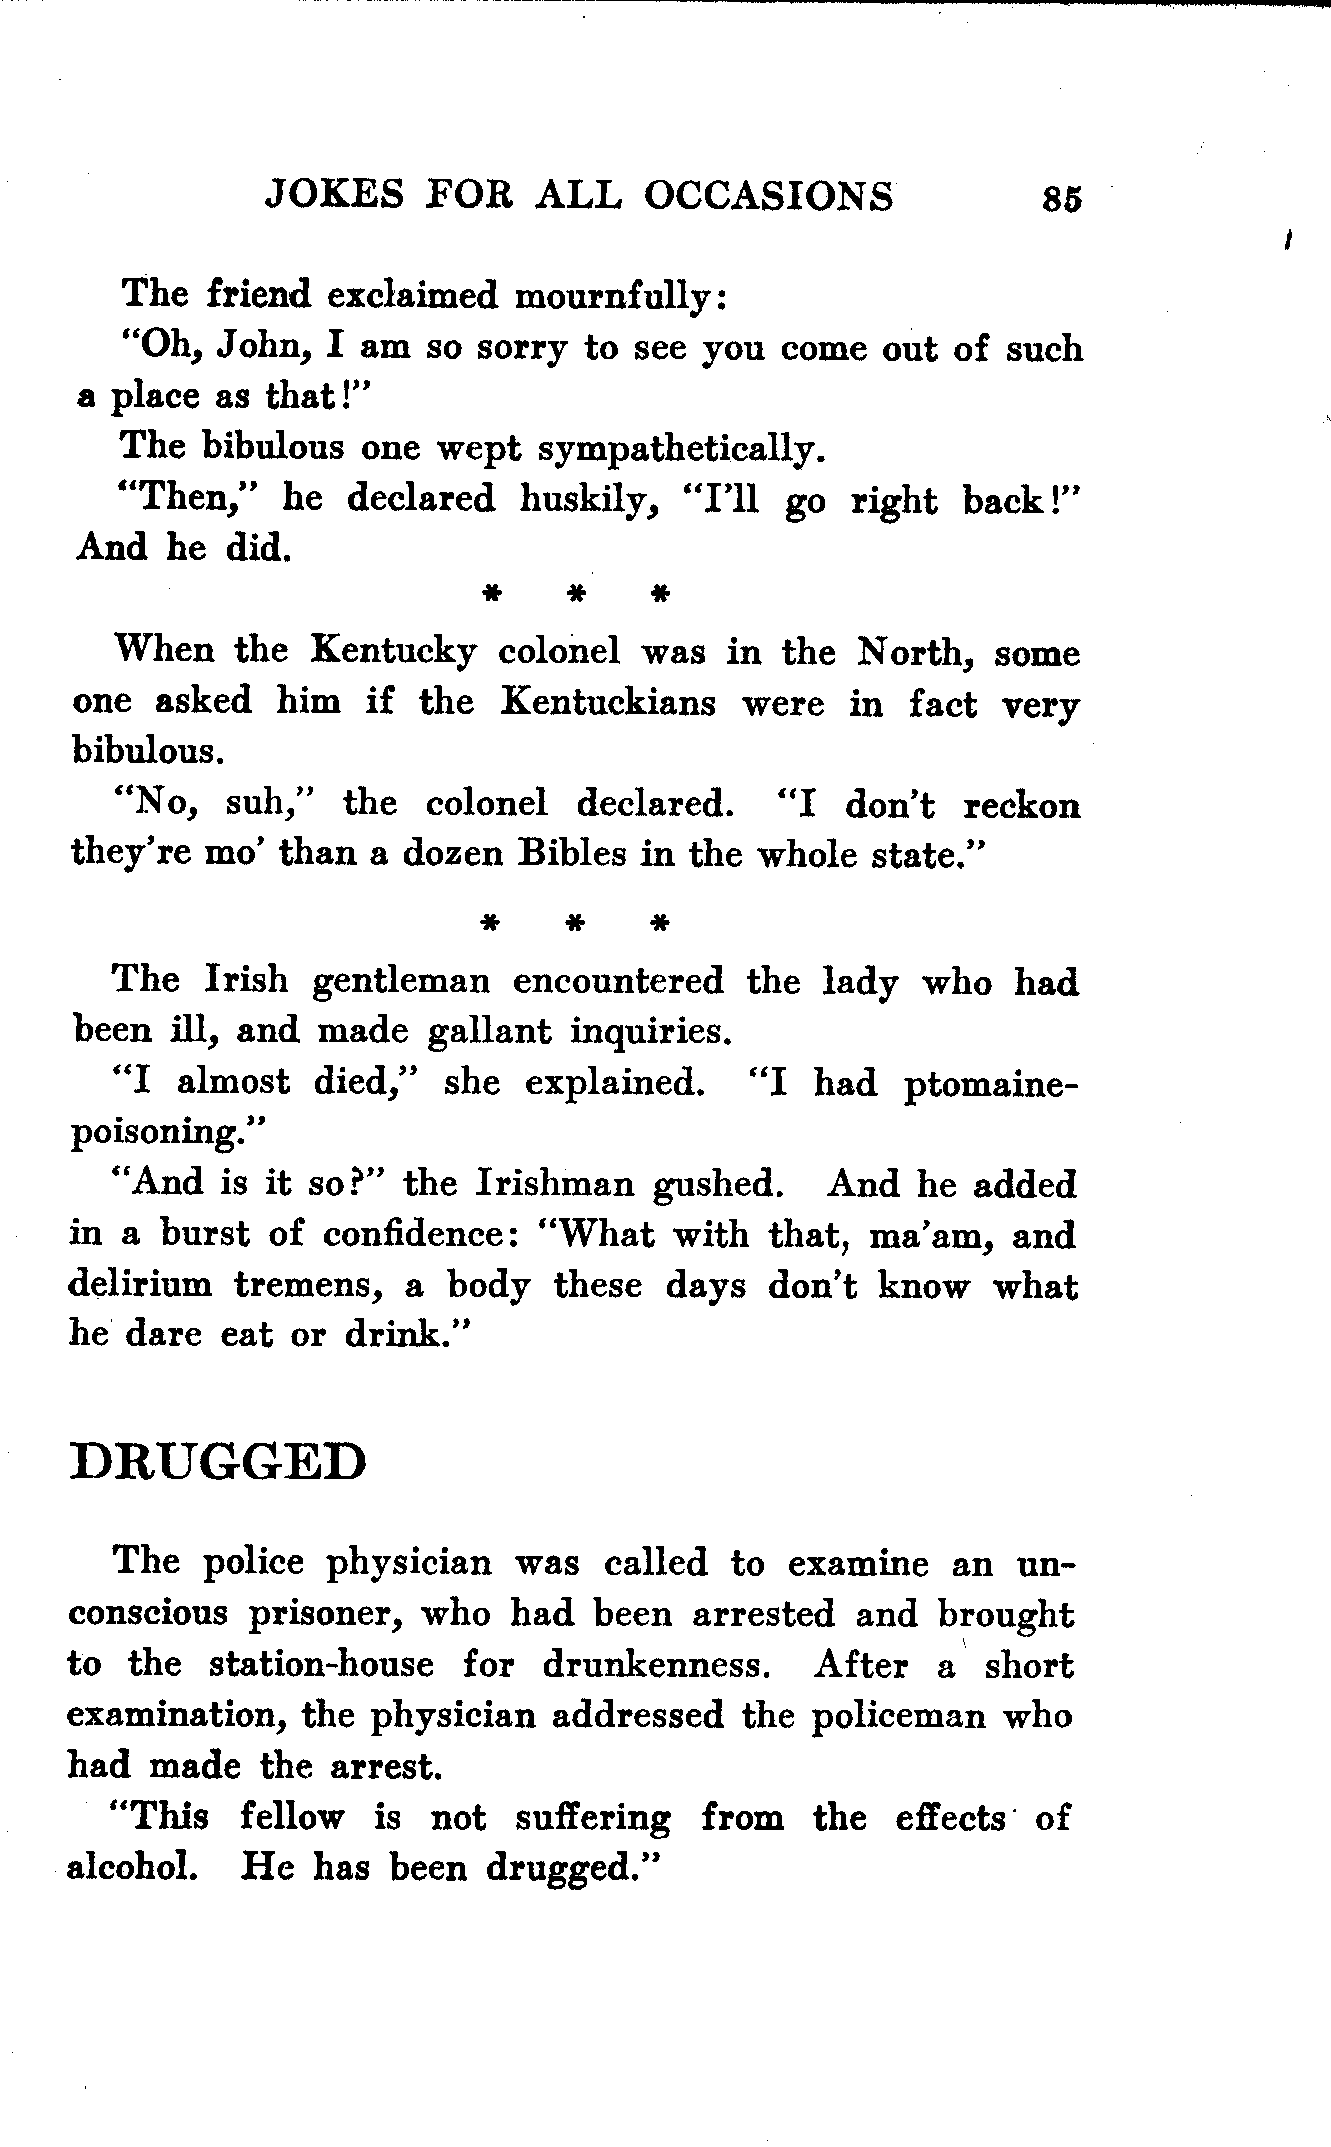 JOKES FOR ALL OCCASIONS 85
The friend exclaimed mournfully:
"Oh, John, I am so sorry to see you come out of such
a place as that!"
The bibulous one wept sympathetically.
"Then," he declared huskily, "I'll go right back!"
And he did.
* * *
When the Kentucky colonel was in the North, some
one asked him if the Kentuckians were in fact very
bibulous.
"No, suh," the colonel declared. "I don't reckon
they're mo' than a dozen Bibles in the whole state."
* * *
The Irish gentleman encountered the lady who had
been ill, and made gallant inquiries.
"I almost died," she explained. "I had ptomaine-
poisoning."
"And is it so?" the Irishman gushed. And he added
in a burst of confidence: "What with that, ma'am, and
delirium tremens, a body these days don't know what
he dare eat or drink."
DRUGGED
The police physician was called to examine an un-
conscious prisoner, who had been arrested and brought
to the station-house for drunkenness. After a short
examination, the physician addressed the policeman who
had made the arrest.
"This fellow is not suffering from the effects of
alcohol. He has been drugged."